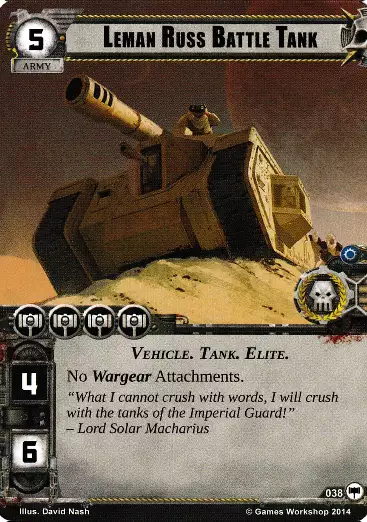 5
LEMAN RUSS BATTLE TANK
ARMY
VEHICLE. TANK. ELITE.
4
No Wargear Attachments.
“What I cannot crush with words, I will crush
with the tanks of the Imperial Guard!”
– Lord Solar Macharius
6
038
Illus. David Nash
© Games Workshop 2014